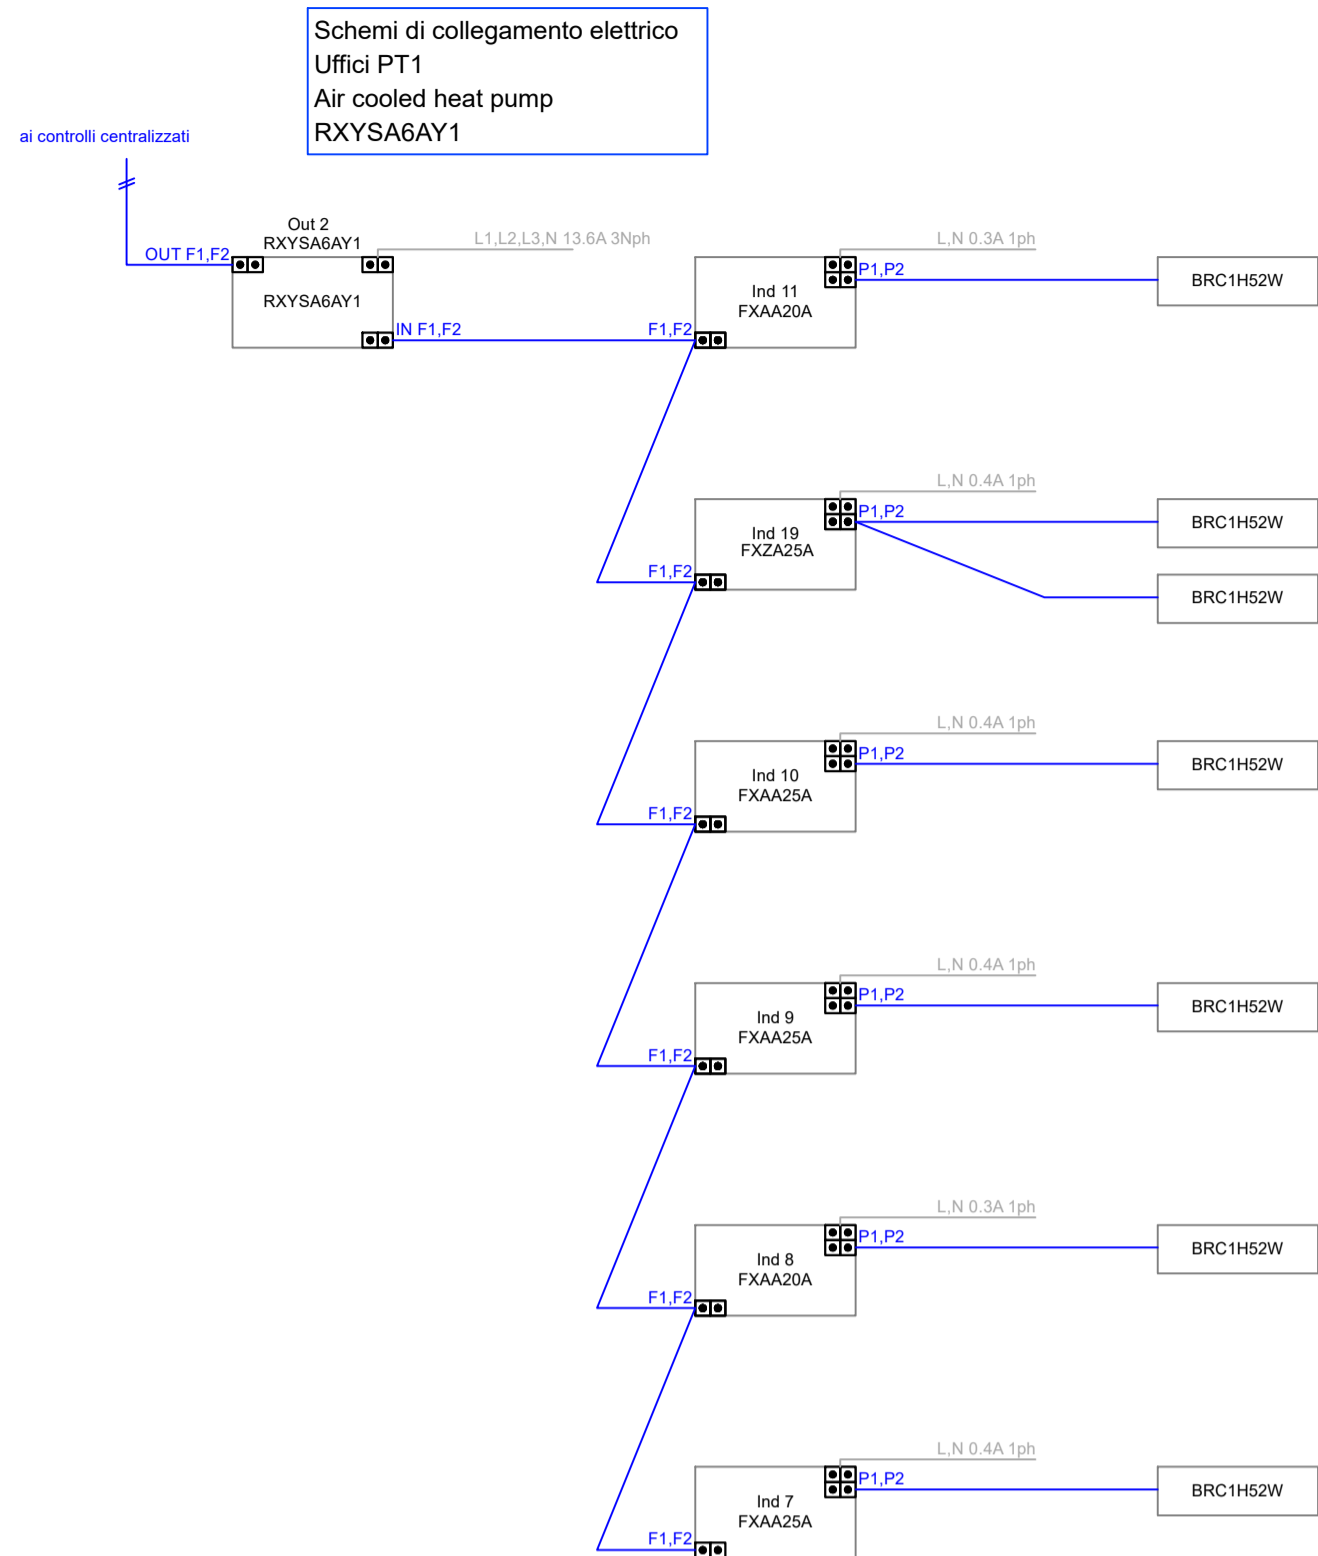 Schemi di collegamento elettrico
Uffici PT1
Air cooled heat pump
RXYSA6AY1
ai controlli centralizzati
Out 2
RXYSA6AY1
OUT F1,F2
L1,L2,L3,N 13.6A 3Nph
RXYSA6AY1
IN F1,F2
L,N 0.3A 1ph
P1,P2
Ind 11
FXAA20A
F1,F2
BRC1H52W
L,N 0.4A 1ph
P1,P2
Ind 19
FXZA25A
F1,F2
BRC1H52W
BRC1H52W
L,N 0.4A 1ph
P1,P2
Ind 10
FXAA25A
F1,F2
BRC1H52W
L,N 0.4A 1ph
P1,P2
Ind 9
FXAA25A
F1,F2
BRC1H52W
L,N 0.3A 1ph
P1,P2
Ind 8
FXAA20A
F1,F2
BRC1H52W
L,N 0.4A 1ph
P1,P2
Ind 7
FXAA25A
F1,F2
BRC1H52W